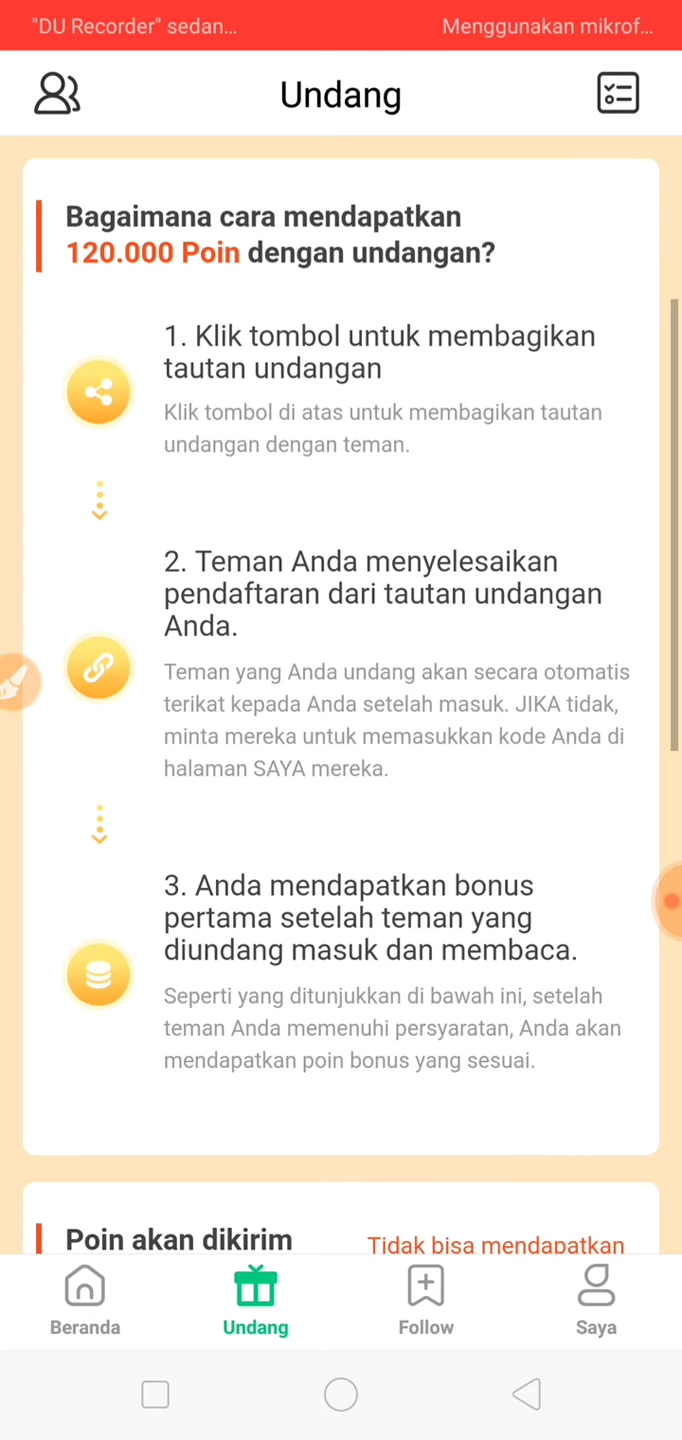 "DU Recorder" sedan... Menggunakan mikrof...
Undang
Bagaimana cara mendapatkan
120.000 Poin dengan undangan?
1. Klik tombol untuk membagikan
tautan undangan
Klik tombol di atas untuk membagikan tautan
undangan dengan teman.
2. Teman Anda menyelesaikan
pendaftaran dari tautan undangan
Anda.
Teman yang Anda undang akan secara otomatis
terikat kepada Anda setelah masuk. JIKA tidak,
minta mereka untuk memasukkan kode Anda di
halaman SAYA mereka.
3. Anda mendapatkan bonus
pertama setelah teman yang
diundang masuk dan membaca.
Seperti yang ditunjukkan di bawah ini, setelah
teman Anda memenuhi persyaratan, Anda akan
mendapatkan poin bonus yang sesuai.
Poin akan dikirim Tidak bisa mendapatkan
Beranda Undang Follow Saya